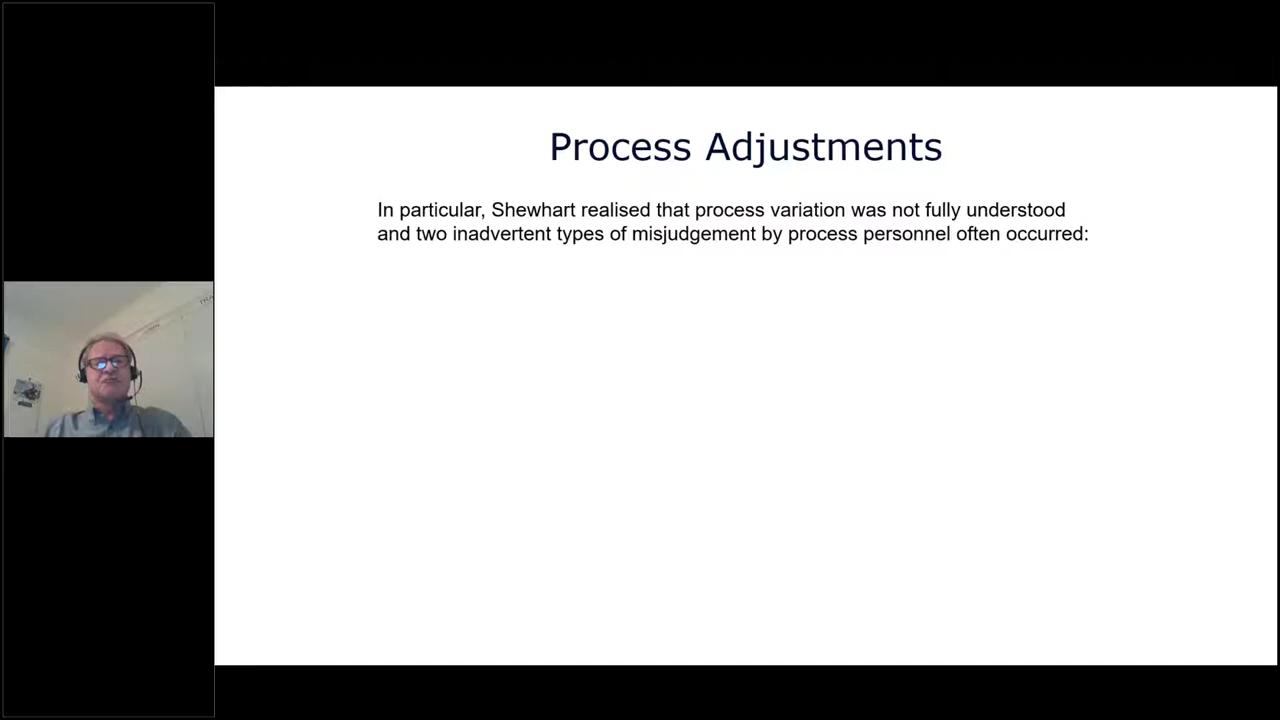 Process Adjustments
In particular, Shewhart realised that process variation was not fully understood
and two inadvertent types of misjudgement by process personnel often occurred: